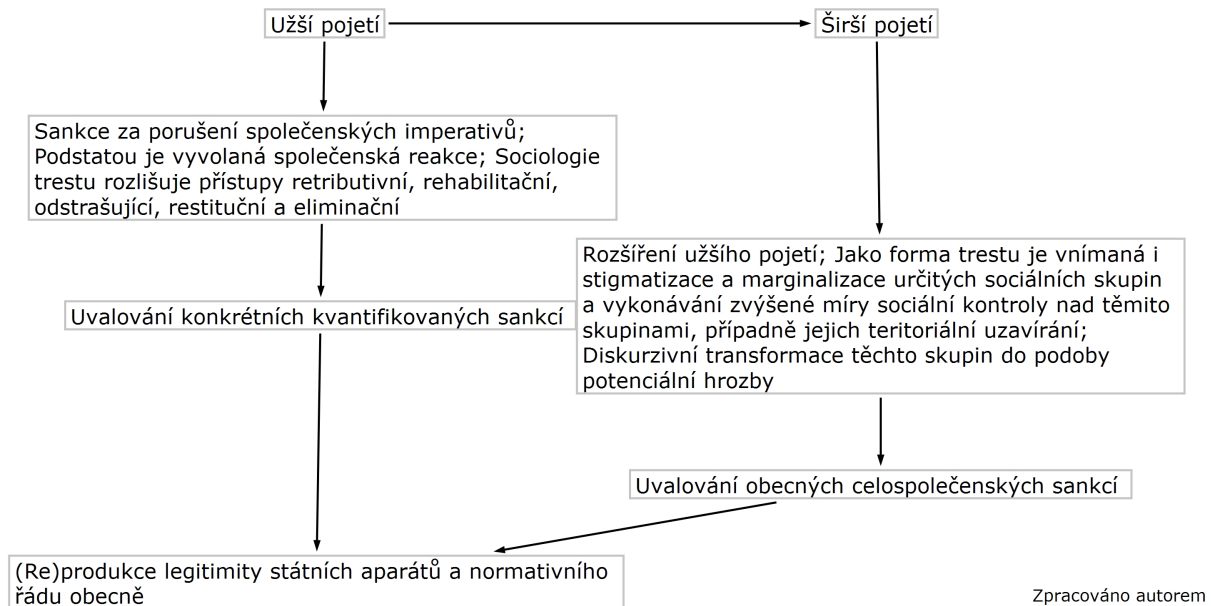 Užší pojetí
Širší pojetí
Sankce za porušení společenských imperativů;
Podstatou je vyvolaná společenská reakce; Sociologie
trestu rozlišuje přístupy retributivní, rehabilitační,
odstrašující, restituční a eliminační
Rozšíření užšího pojetí; Jako forma trestu je vnímaná i
stigmatizace a marginalizace určitých sociálních skupin
a vykonávání zvýšené míry sociální kontroly nad těmito
skupinami, případně jejich teritoriální uzavírání;
Diskurzivní transformace těchto skupin do podoby
potenciální hrozby
Uvalování konkrétních kvantifikovaných sankcí
Uvalování obecných celospolečenských sankcí
(Re)produkce legitimity státních aparátů a normativního
řádu obecně
Zpracováno autorem